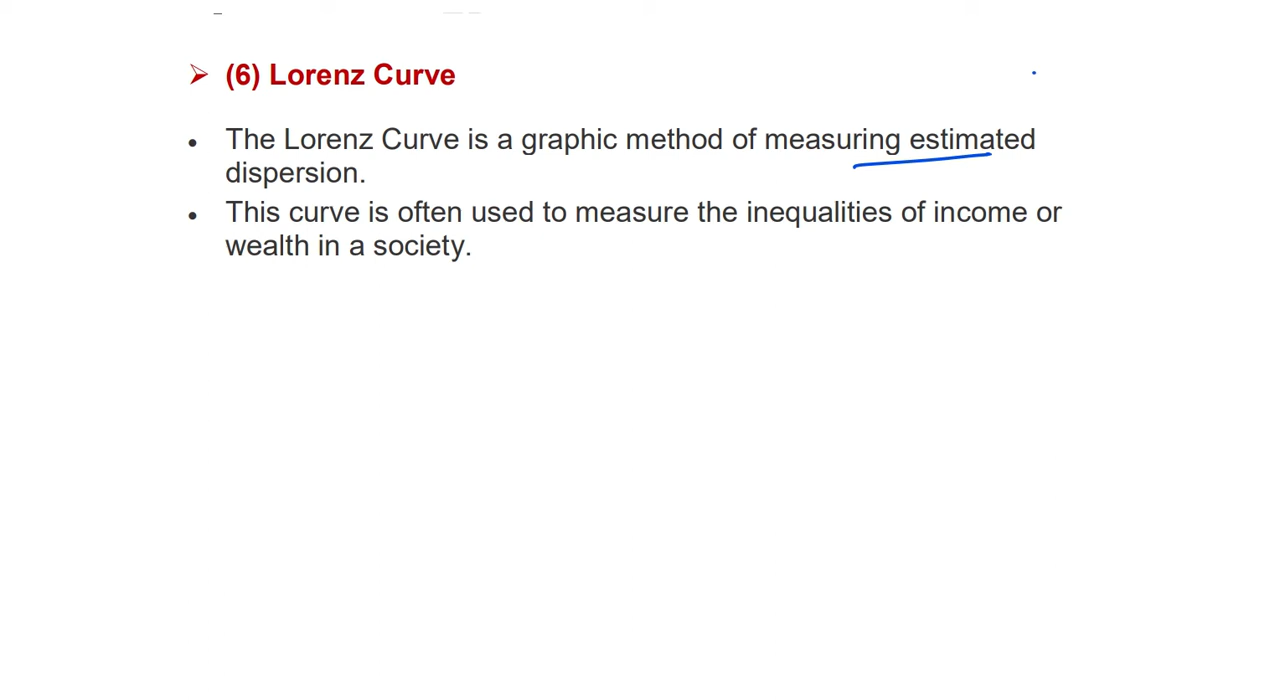 ➢ (6) Lorenz Curve
• The Lorenz Curve is a graphic method of measuring estimated
dispersion.
• This curve is often used to measure the inequalities of income or
wealth in a society.